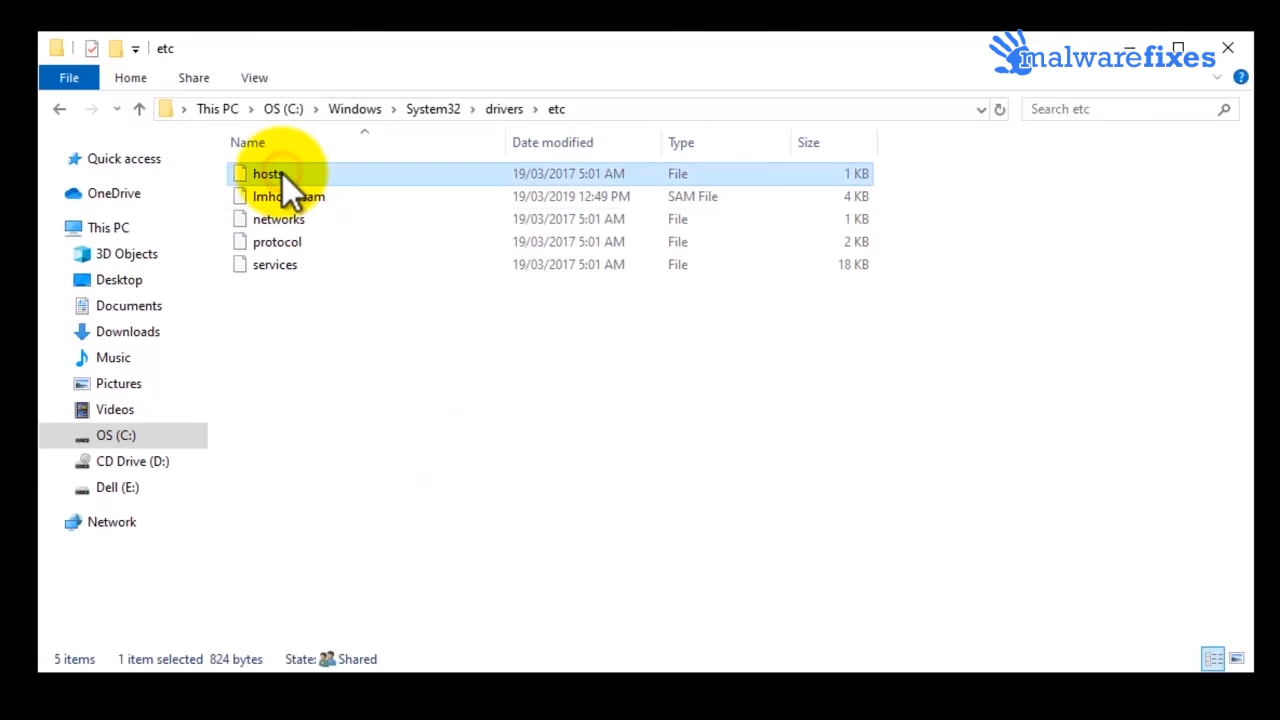 etc
malwarefixes
File Home Share View
This PC OS (C:) Windows System32 drivers etc
Search etc
Name Date modified Type Size
Quick access
OneDrive
This PC
3D Objects
Desktop
Documents
Downloads
Music
Pictures
Videos
OS (C:)
CD Drive (D:)
Dell (E:)
Network
hosts 19/03/2017 5:01 AM File 1 KB
19/03/2019 12:49 PM SAM File 4 KB
networks 19/03/2017 5:01 AM File 1 KB
protocol 19/03/2017 5:01 AM File 2 KB
services 19/03/2017 5:01 AM File 18 KB
5 items 1 item selected 824 bytes State: Shared